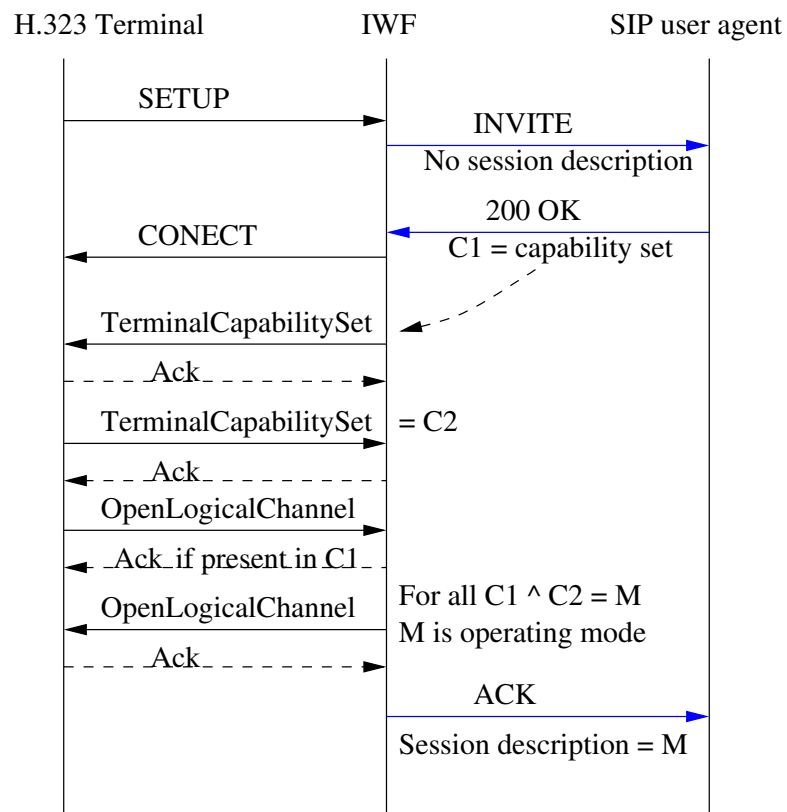 H.323 Terminal
IWF
SIP user agent
SETUP
INVITE
No session description
200 OK
CONECT
C1 = capability set
TerminalCapabilitySet
Ack
TerminalCapabilitySet
= C2
Ack
OpenLogicalChannel
Ack if present in C1
OpenLogicalChannel
For all C1 ^ C2 = M
M is operating mode
Ack
ACK
Session description = M